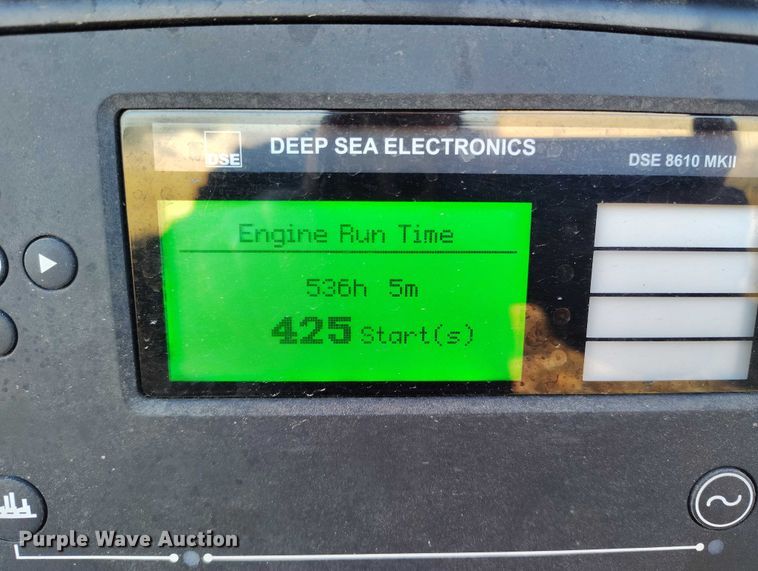 DSE
DEEP SEA ELECTRONICS
DSE 8610 MKII
Engine Run Time
536h 5m
425 Start(s)
Purple Wave Auction